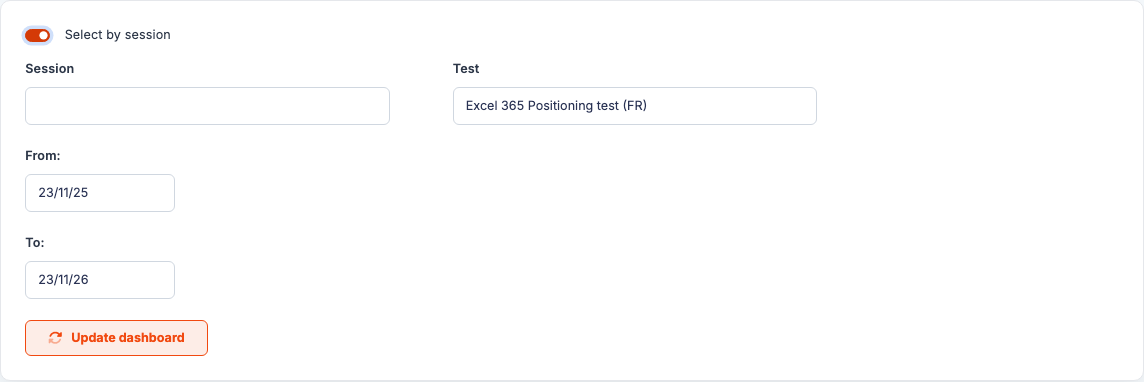 Select by session
Session
Test
Excel 365 Positioning test (FR)
From:
23/11/25
To:
23/11/26
Update dashboard